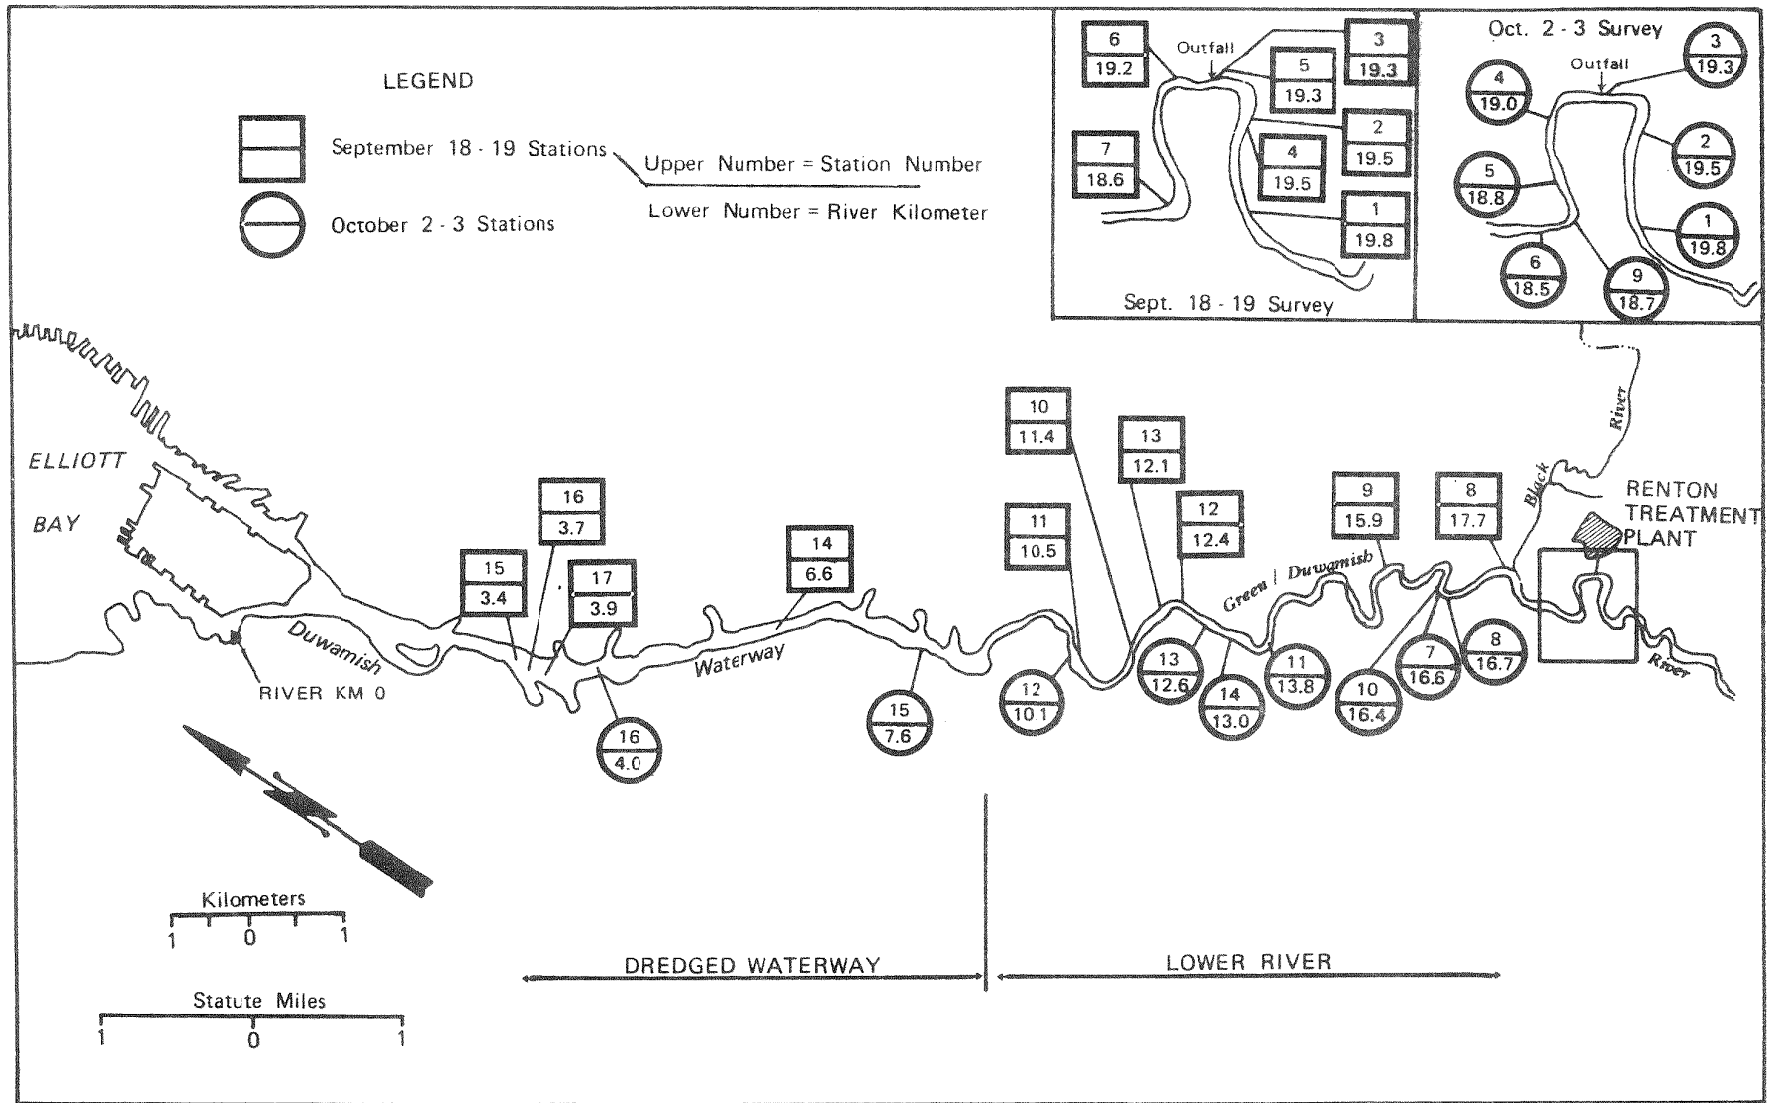 LEGEND
September 18 - 19 Stations
October 2 - 3 Stations
Upper Number = Station Number
Lower Number = River Kilometer
6
19.2
Outfall
3
19.3
5
19.3
2
19.5
4
19.5
7
18.6
1
19.8
Sept. 18 - 19 Survey
Oct. 2 - 3 Survey
3
19.3
Outfall
4
19.0
2
19.5
5
18.8
1
19.8
6
18.5
9
18.7
ELLIOTT
BAY
10
11.4
13
12.1
11
10.5
12
12.4
9
15.9
8
17.7
16
3.7
15
3.4
17
3.9
14
6.6
Black River
RENTON
TREATMENT
PLANT
Green / Duwamish
River
Duwamish
Waterway
RIVER KM 0
16
4.0
15
7.6
12
10.1
13
12.6
14
13.0
11
13.8
10
16.4
7
16.6
8
16.7
Kilometers
1 0 1
Statute Miles
1 0 1
DREDGED WATERWAY
LOWER RIVER